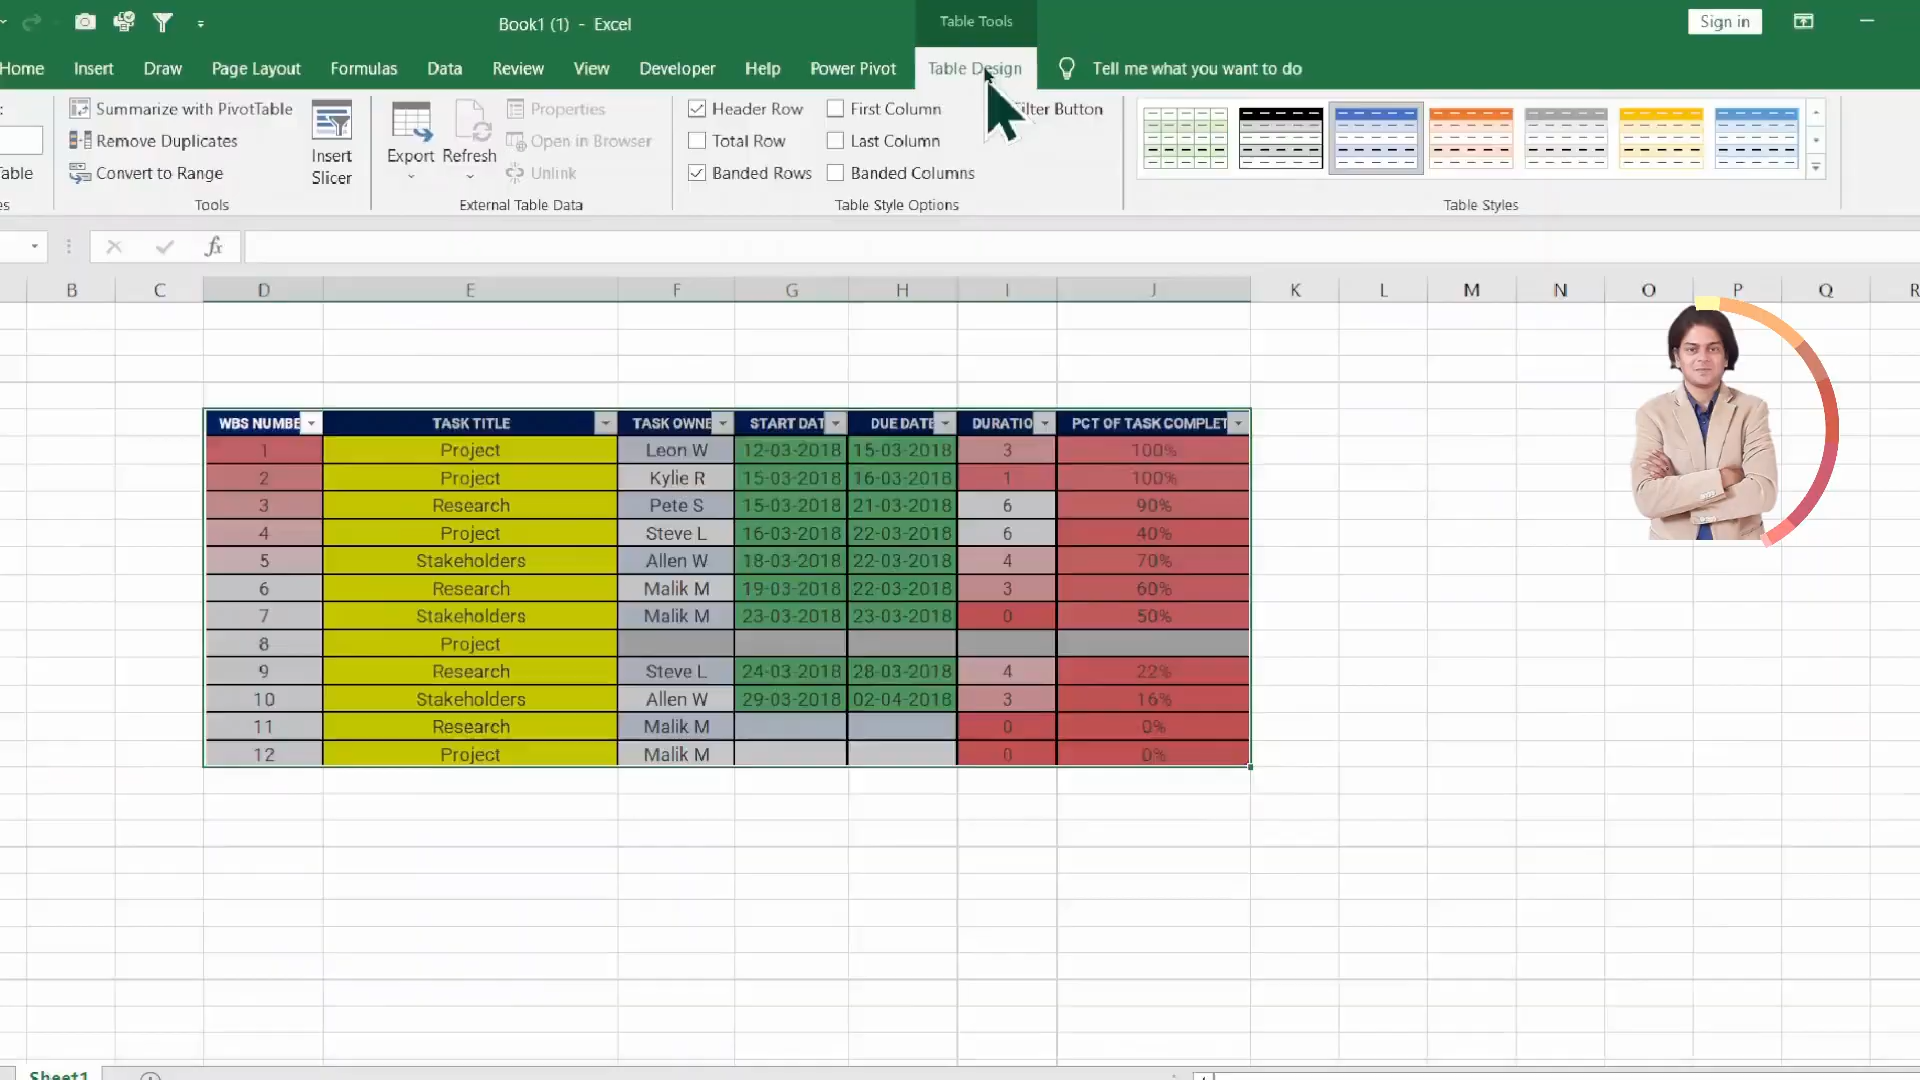 Book1 (1) - Excel
Table Tools
Sign in
Home Insert Draw Page Layout Formulas Data Review View Developer Help Power Pivot Table Design Tell me what you want to do
Summarize with PivotTable
Remove Duplicates
Convert to Range
Tools
Insert Slicer
Export Refresh
Properties
Open in Browser
Unlink
External Table Data
Header Row First Column Filter Button
Total Row Last Column
Banded Rows Banded Columns
Table Style Options
Table Styles
fx
B C D E F G H I J K L M N O P Q R
WBS NUMBE TASK TITLE TASK OWNE START DAT DUE DATE DURATIO PCT OF TASK COMPLET
1 Project Leon W 12-03-2018 15-03-2018 3 100%
2 Project Kylie R 15-03-2018 16-03-2018 1 100%
3 Research Pete S 15-03-2018 21-03-2018 6 90%
4 Project Steve L 16-03-2018 22-03-2018 6 40%
5 Stakeholders Allen W 18-03-2018 22-03-2018 4 70%
6 Research Malik M 19-03-2018 22-03-2018 3 60%
7 Stakeholders Malik M 23-03-2018 23-03-2018 0 50%
8 Project
9 Research Steve L 24-03-2018 28-03-2018 4 22%
10 Stakeholders Allen W 29-03-2018 02-04-2018 3 16%
11 Research Malik M 0 0%
12 Project Malik M 0 0%
Sheet1